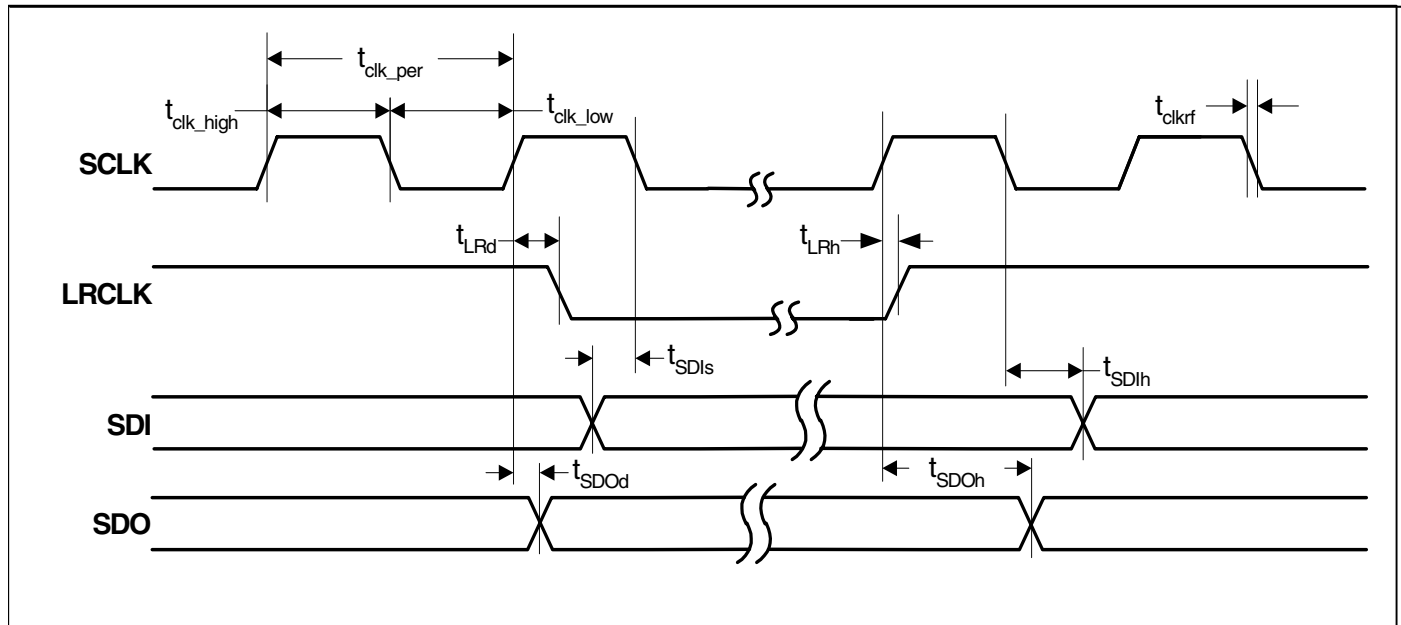 t_clk_per
t_clk_high
t_clk_low
t_clkrf
SCLK
t_LRd
t_LRh
LRCLK
t_SDIs
t_SDIh
SDI
t_SDOd
t_SDOh
SDO